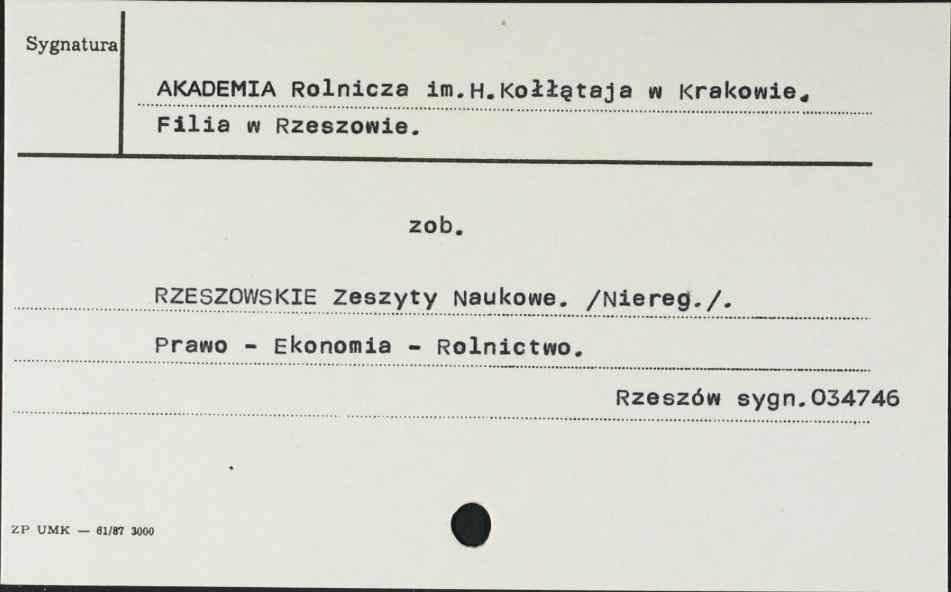 Sygnatura
AKADEMIA Rolnicza im.H.Kołłątaja w Krakowie.
Filia w Rzeszowie.
zob.
RZESZOWSKIE Zeszyty Naukowe. /Niereg./.
Prawo - Ekonomia - Rolnictwo.
Rzeszów sygn.034746
ZP UMK — 61/87 3000